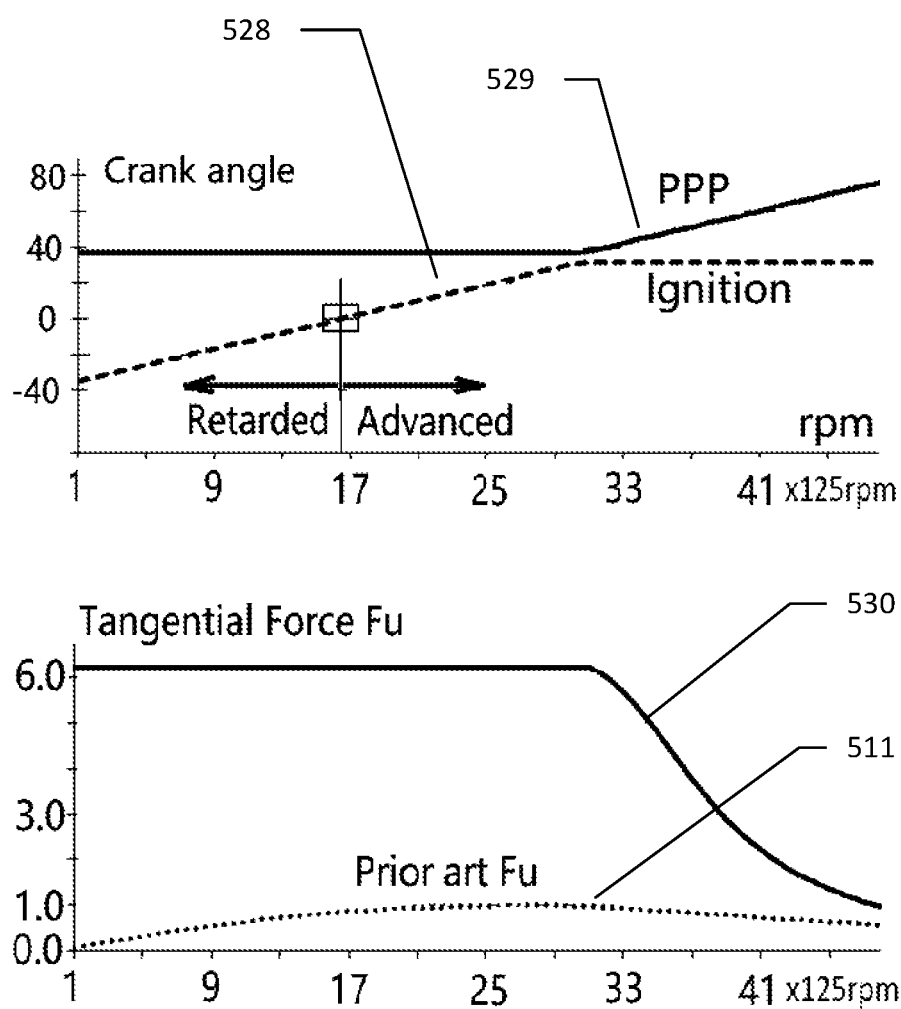 528
529
80
Crank angle
PPP
40
Ignition
0
-40
Retarded
Advanced
rpm
1 9 17 25 33 41 x125rpm
Tangential Force Fu
530
6.0
511
3.0
Prior art Fu
1.0
0.0
1 9 17 25 33 41 x125rpm